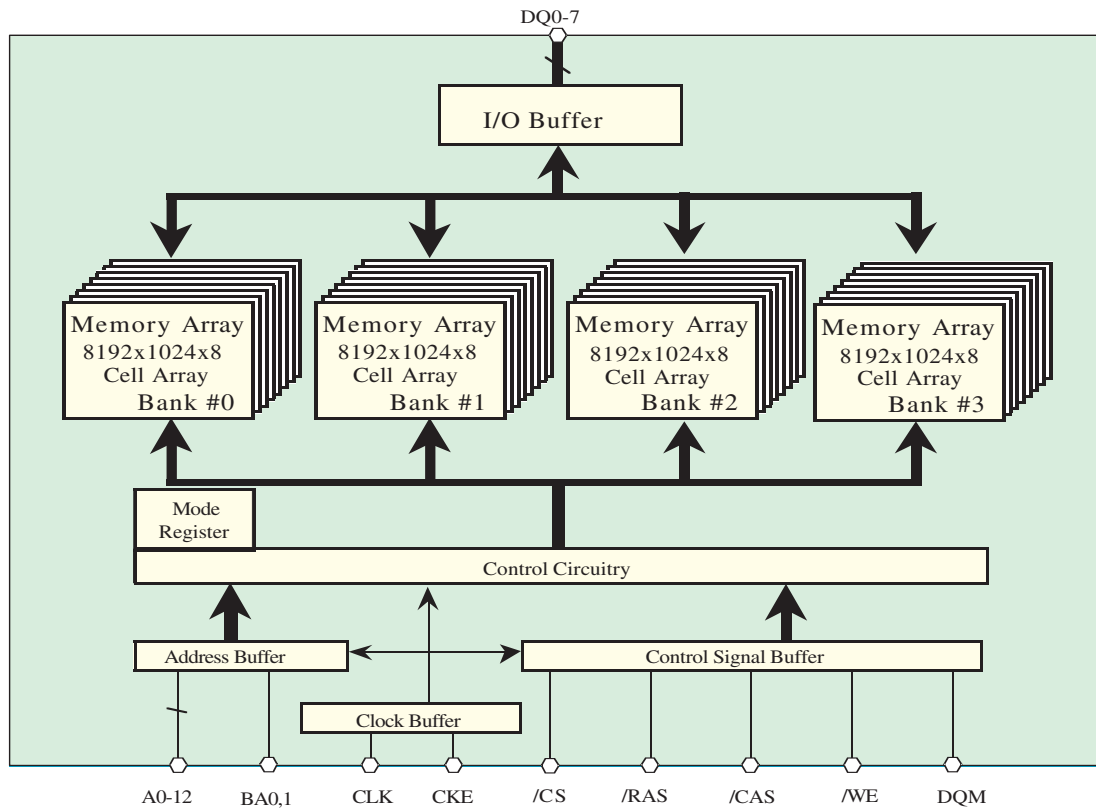 DQ0-7
I/O Buffer
Memory Array
8192x1024x8
Cell Array
Bank #0
Memory Array
8192x1024x8
Cell Array
Bank #1
Memory Array
8192x1024x8
Cell Array
Bank #2
Memory Array
8192x1024x8
Cell Array
Bank #3
Mode
Register
Control Circuitry
Address Buffer
Control Signal Buffer
Clock Buffer
A0-12
BA0,1
CLK
CKE
/CS
/RAS
/CAS
/WE
DQM